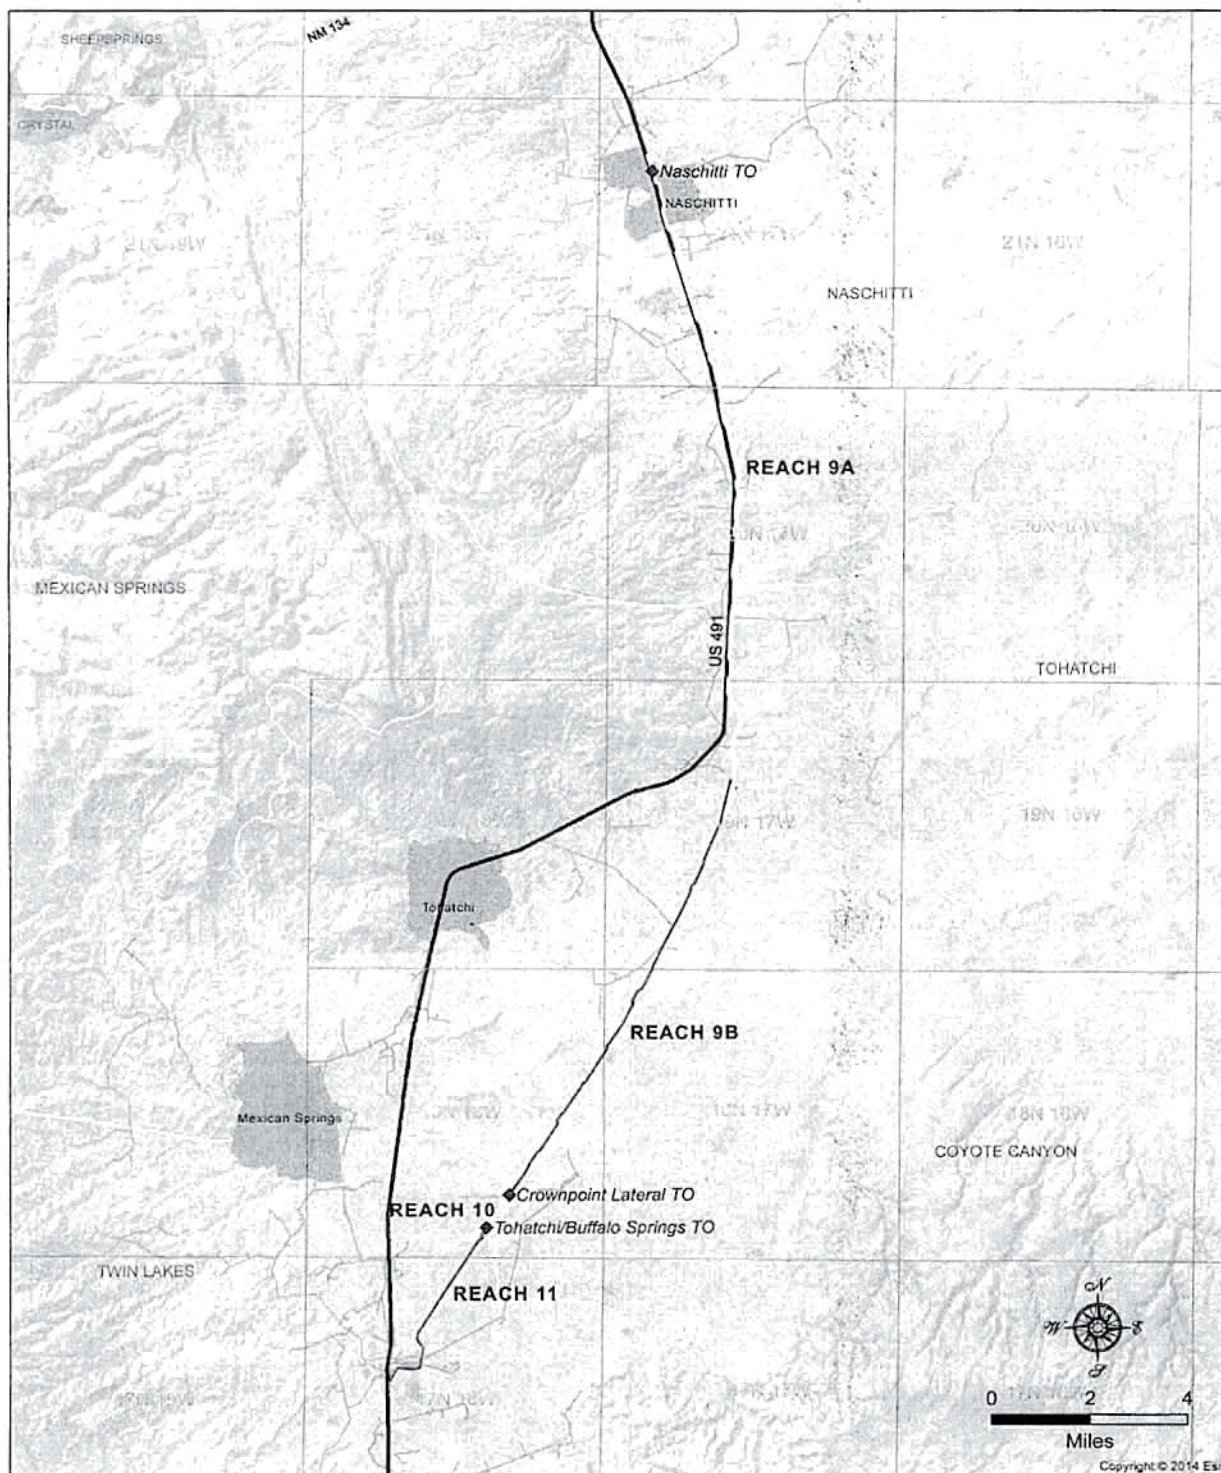 SHEEPSPRINGS
NM 134
CRYSTAL
Naschitti TO
NASCHITTI
21N 16W
NASCHITTI
REACH 9A
MEXICAN SPRINGS
US 491
TOHATCHI
19N 16W
Tohatchi
REACH 9B
Mexican Springs
18N 16W
COYOTE CANYON
Crownpoint Lateral TO
REACH 10
Tohatchi/Buffalo Springs TO
TWIN LAKES
REACH 11
N
W
E
S
0 2 4
Miles
Copyright:© 2014 Es